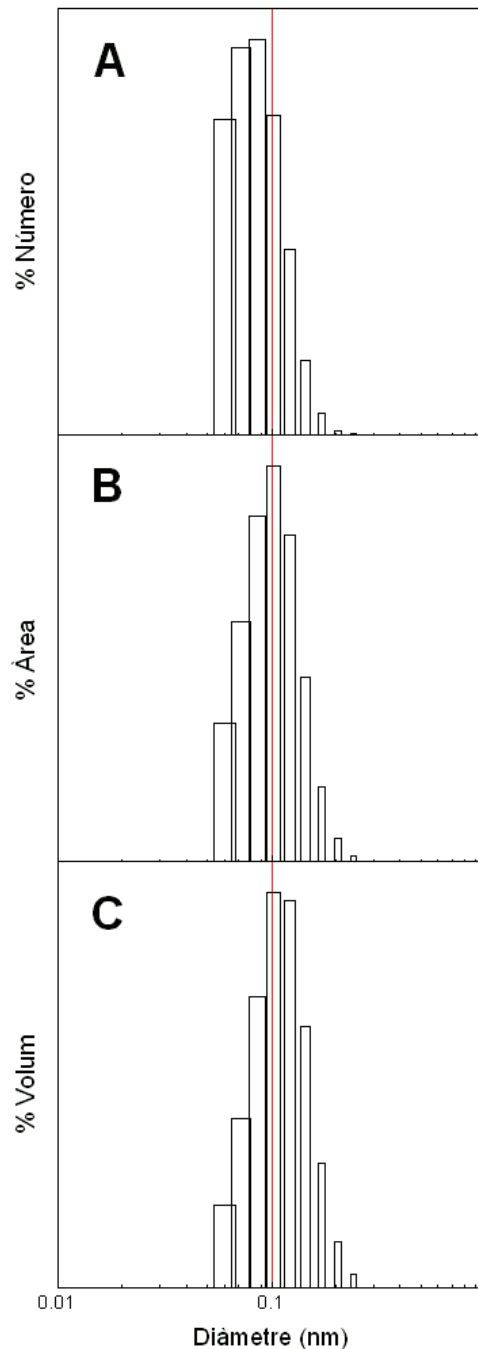 A
% Número
B
% Àrea
C
% Volum
0.01
0.1
Diàmetre (nm)